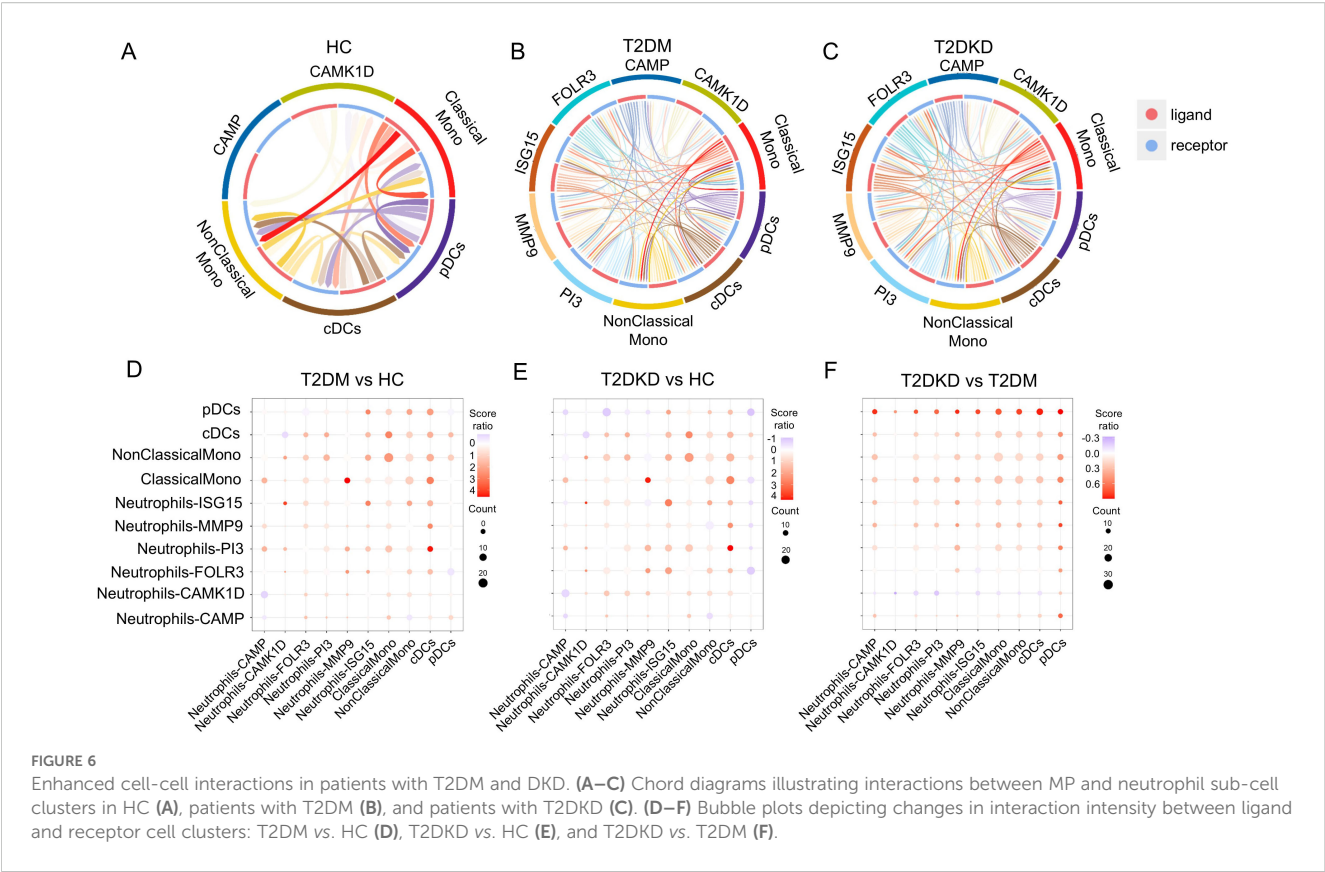 A
HC
CAMK1D
Classical
Mono
pDCs
cDCs
NonClassical
Mono
CAMP
B
T2DM
CAMP
CAMK1D
Classical
Mono
pDCs
cDCs
NonClassical
Mono
PI3
MMP9
ISG15
FOLR3
C
T2DKD
CAMP
CAMK1D
Classical
Mono
pDCs
cDCs
NonClassical
Mono
PI3
MMP9
ISG15
FOLR3
ligand
receptor
D
T2DM vs HC
pDCs
cDCs
NonClassicalMono
ClassicalMono
Neutrophils-ISG15
Neutrophils-MMP9
Neutrophils-PI3
Neutrophils-FOLR3
Neutrophils-CAMK1D
Neutrophils-CAMP
Neutrophils-CAMP
Neutrophils-CAMK1D
Neutrophils-FOLR3
Neutrophils-PI3
Neutrophils-MMP9
Neutrophils-ISG15
ClassicalMono
NonClassicalMono
cDCs
pDCs
Score
ratio
0
1
2
3
4
Count
0
10
20
E
T2DKD vs HC
Neutrophils-CAMP
Neutrophils-CAMK1D
Neutrophils-FOLR3
Neutrophils-PI3
Neutrophils-MMP9
Neutrophils-ISG15
ClassicalMono
NonClassicalMono
cDCs
pDCs
Score
ratio
-1
0
1
2
3
4
Count
10
20
F
T2DKD vs T2DM
Neutrophils-CAMP
Neutrophils-CAMK1D
Neutrophils-FOLR3
Neutrophils-PI3
Neutrophils-MMP9
Neutrophils-ISG15
ClassicalMono
NonClassicalMono
cDCs
pDCs
Score
ratio
-0.3
0.0
0.3
0.6
Count
10
20
30
FIGURE 6
Enhanced cell-cell interactions in patients with T2DM and DKD. (A–C) Chord diagrams illustrating interactions between MP and neutrophil sub-cell
clusters in HC (A), patients with T2DM (B), and patients with T2DKD (C). (D–F) Bubble plots depicting changes in interaction intensity between ligand
and receptor cell clusters: T2DM vs. HC (D), T2DKD vs. HC (E), and T2DKD vs. T2DM (F).